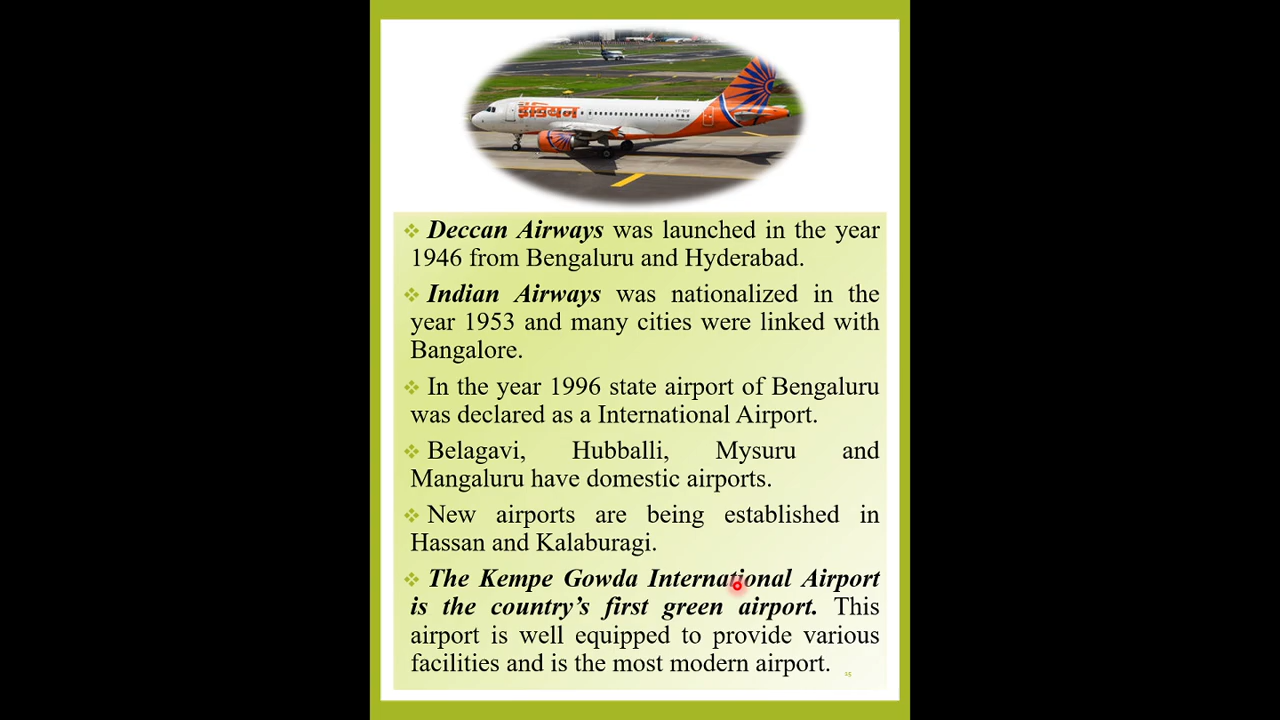 इंडियन
❖ Deccan Airways was launched in the year
1946 from Bengaluru and Hyderabad.
❖ Indian Airways was nationalized in the
year 1953 and many cities were linked with
Bangalore.
❖ In the year 1996 state airport of Bengaluru
was declared as a International Airport.
❖ Belagavi, Hubballi, Mysuru and
Mangaluru have domestic airports.
❖ New airports are being established in
Hassan and Kalaburagi.
❖ The Kempe Gowda International Airport
is the country’s first green airport. This
airport is well equipped to provide various
facilities and is the most modern airport.
15